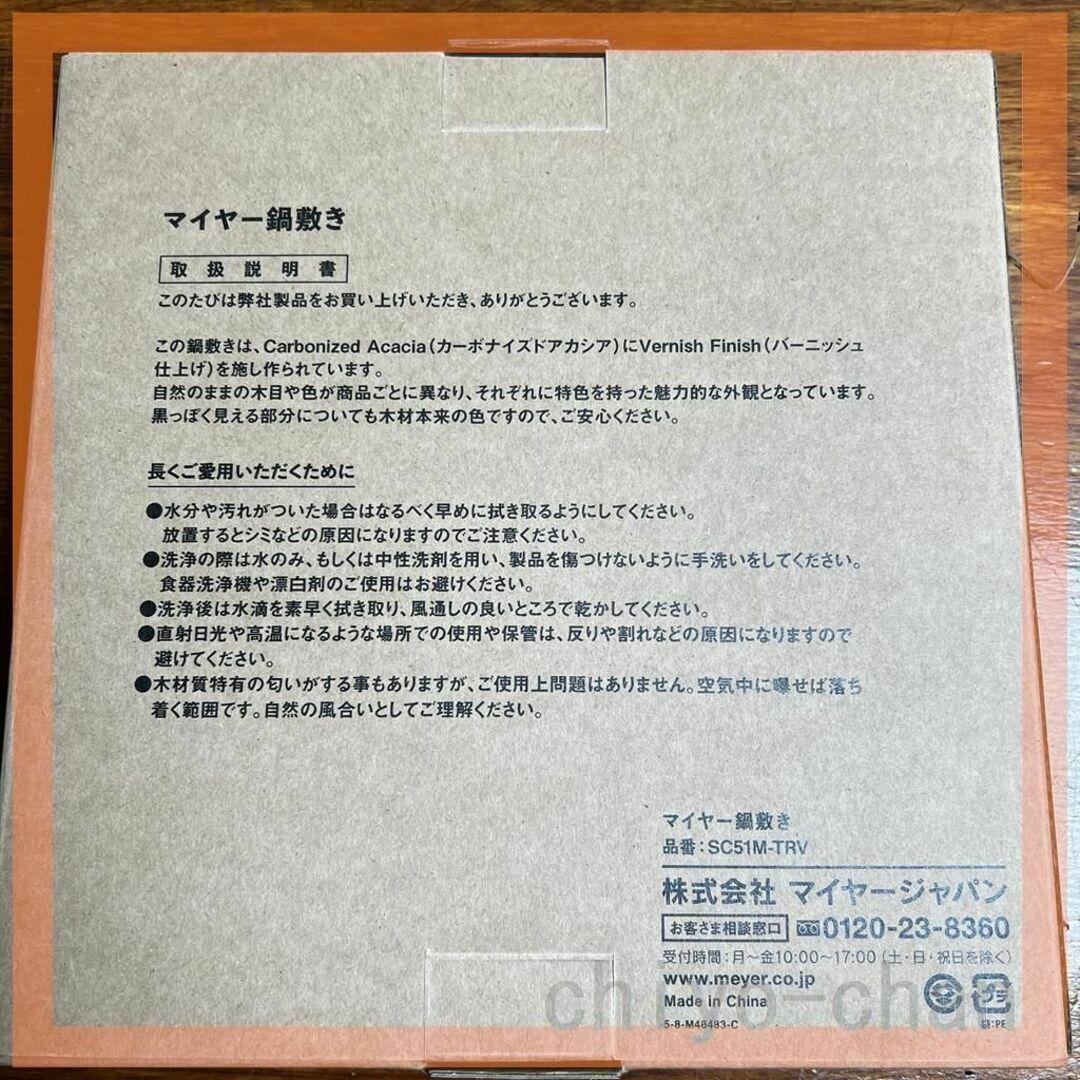 マイヤー鍋敷き
取扱説明書
このたびは弊社製品をお買い上げいただき、ありがとうございます。
この鍋敷きは、Carbonized Acacia(カーボナイズドアカシア)にVernish Finish(バーニッシュ
仕上げ)を施し作られています。
自然のままの木目や色が商品ごとに異なり、それぞれに特色を持った魅力的な外観となっています。
黒っぽく見える部分についても木材本来の色ですので、ご安心ください。
長くご愛用いただくために
●水分や汚れがついた場合はなるべく早めに拭き取るようにしてください。
放置するとシミなどの原因になりますのでご注意ください。
●洗浄の際は水のみ、もしくは中性洗剤を用い、製品を傷つけないように手洗いをしてください。
食器洗浄機や漂白剤のご使用はお避けください。
●洗浄後は水滴を素早く拭き取り、風通しの良いところで乾かしてください。
●直射日光や高温になるような場所での使用や保管は、反りや割れなどの原因になりますので
避けてください。
●木材質特有の匂いがする事もありますが、ご使用上問題はありません。空気中に曝せば落ち
着く範囲です。自然の風合いとしてご理解ください。
マイヤー鍋敷き
品番:SC51M-TRV
株式会社 マイヤージャパン
お客さま相談窓口 0120-23-8360
受付時間:月〜金10:00〜17:00(土・日・祝日を除く)
www.meyer.co.jp
Made in China
5-8-M48483-C
プラ
袋:PE
chiyo-chan